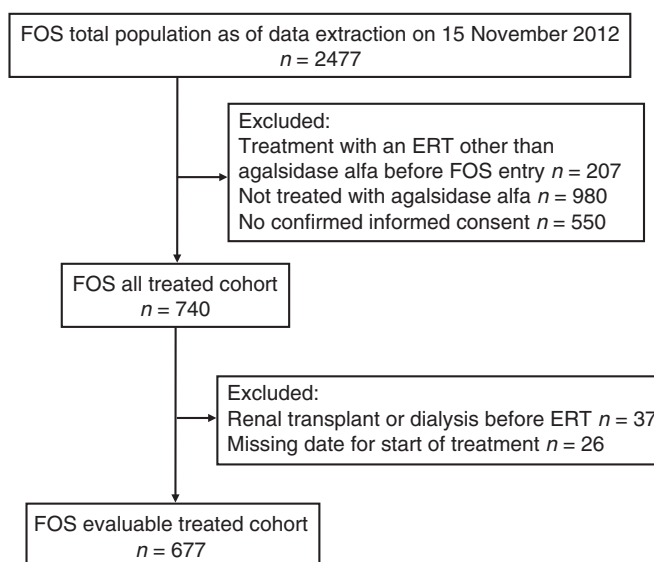 FOS total population as of data extraction on 15 November 2012
n = 2477
Excluded:
Treatment with an ERT other than
agalsidase alfa before FOS entry n = 207
Not treated with agalsidase alfa n = 980
No confirmed informed consent n = 550
FOS all treated cohort
n = 740
Excluded:
Renal transplant or dialysis before ERT n = 37
Missing date for start of treatment n = 26
FOS evaluable treated cohort
n = 677